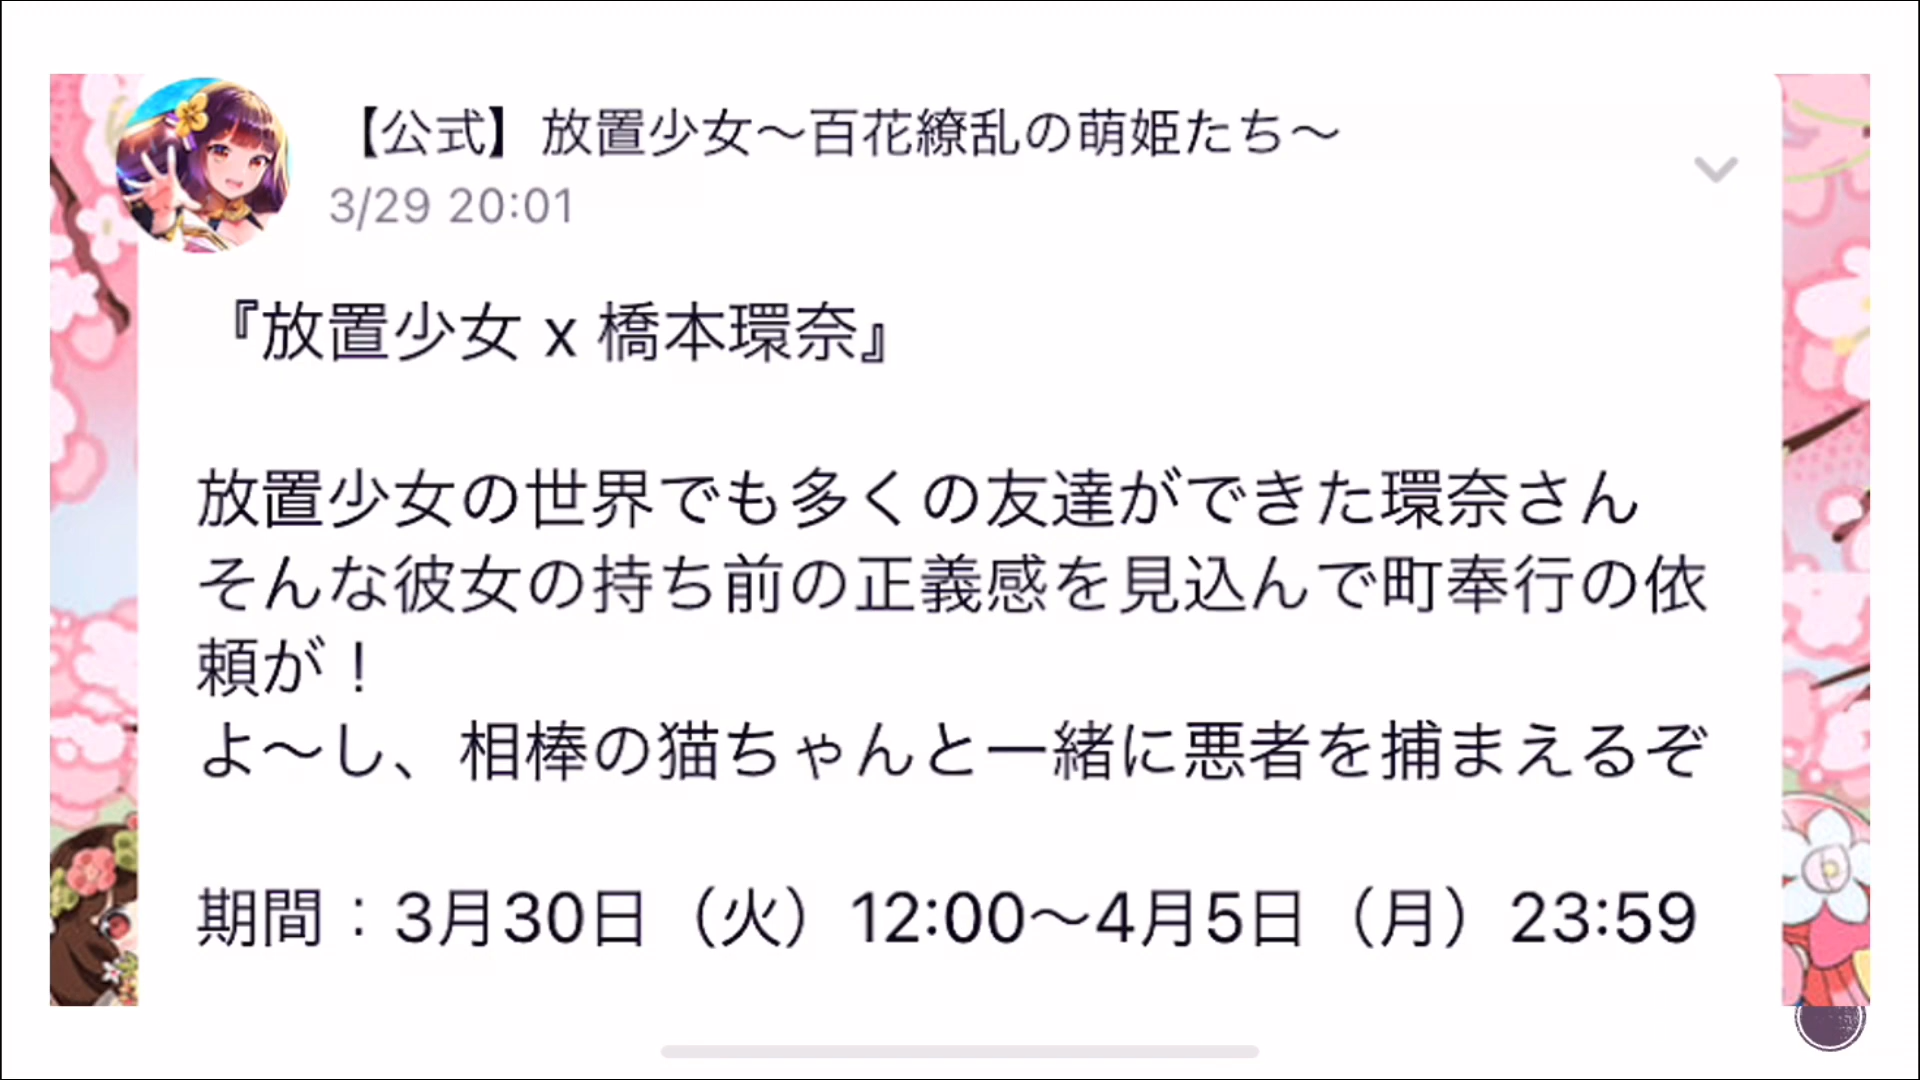 【公式】放置少女〜百花繚乱の萌姫たち〜
3/29 20:01
『放置少女 x 橋本環奈』
放置少女の世界でも多くの友達ができた環奈さん
そんな彼女の持ち前の正義感を見込んで町奉行の依
頼が！
よ〜し、相棒の猫ちゃんと一緒に悪者を捕まえるぞ
期間：3月30日（火）12:00〜4月5日（月）23:59